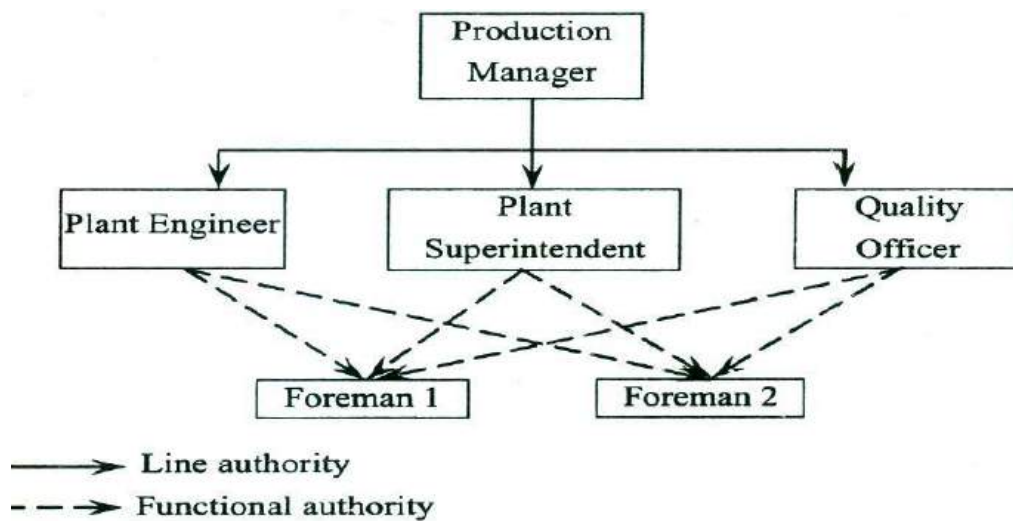 Production
Manager
Plant Engineer
Plant
Superintendent
Quality
Officer
Foreman 1
Foreman 2
Line authority
Functional authority